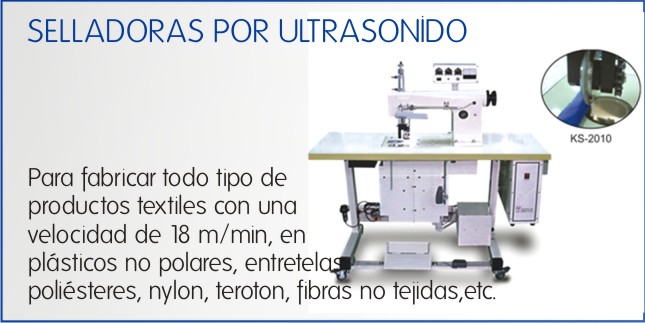 SELLADORAS POR ULTRASONIDO
KS-2010
Para fabricar todo tipo de
productos textiles con una
velocidad de 18 m/min, en
plásticos no polares, entretelas
poliésteres, nylon, teroton, fibras no tejidas,etc.